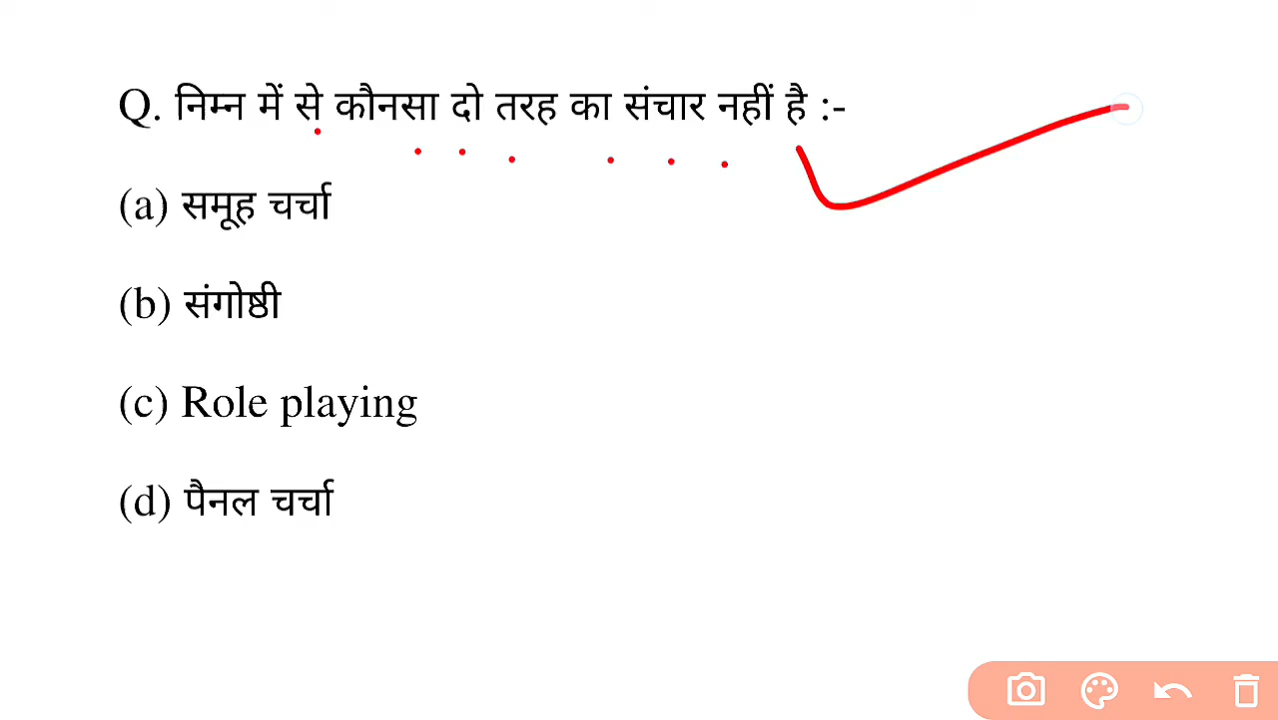 Q. निम्न में से कौनसा दो तरह का संचार नहीं है :-
(a) समूह चर्चा
(b) संगोष्ठी
(c) Role playing
(d) पैनल चर्चा